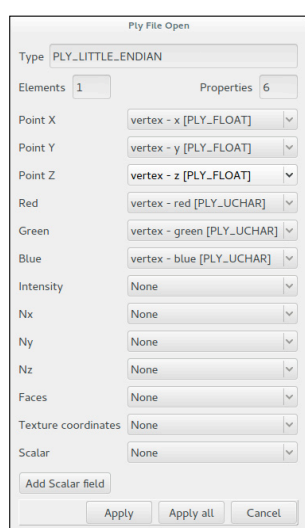 Ply File Open
Type PLY_LITTLE_ENDIAN
Elements 1 Properties 6
Point X vertex - x [PLY_FLOAT]
Point Y vertex - y [PLY_FLOAT]
Point Z vertex - z [PLY_FLOAT]
Red vertex - red [PLY_UCHAR]
Green vertex - green [PLY_UCHAR]
Blue vertex - blue [PLY_UCHAR]
Intensity None
Nx None
Ny None
Nz None
Faces None
Texture coordinates None
Scalar None
Add Scalar field
Apply Apply all Cancel